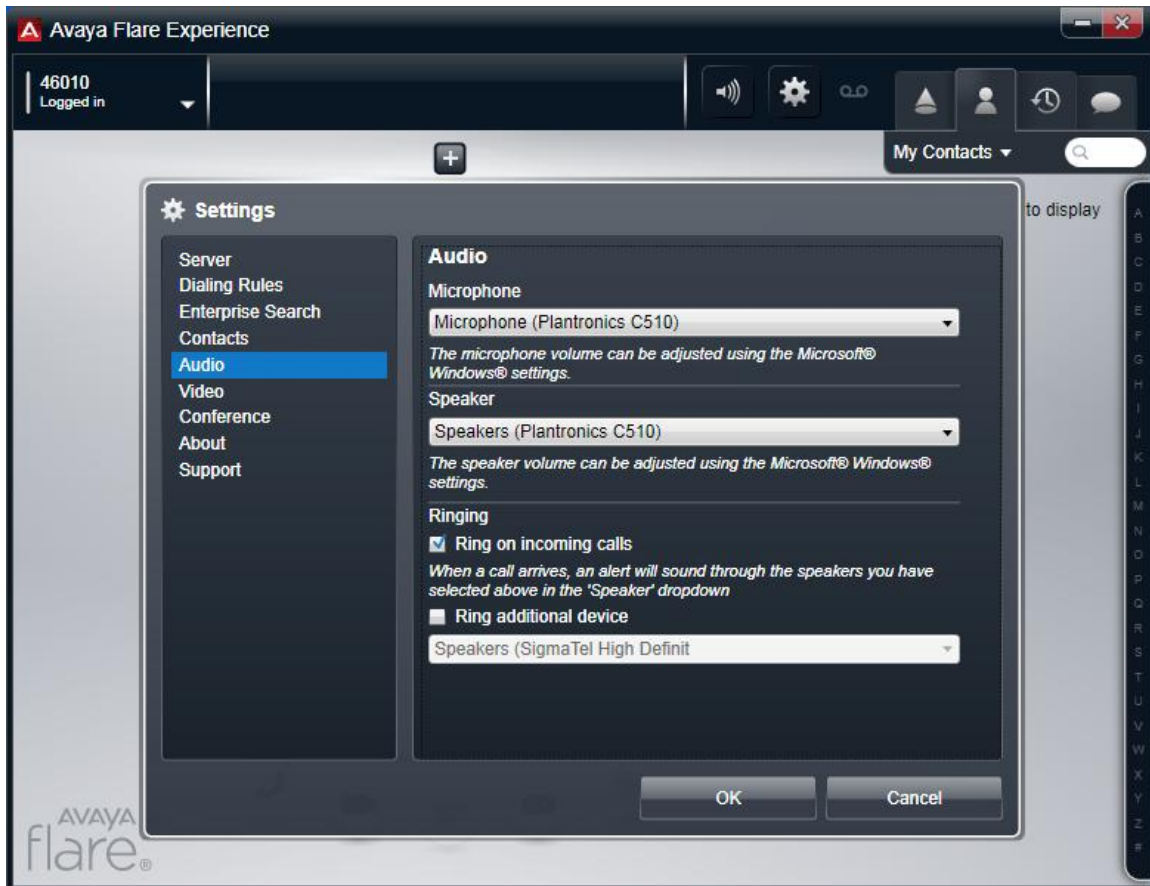 Avaya Flare Experience
46010
Logged in
My Contacts
to display
Settings
Server
Dialing Rules
Enterprise Search
Contacts
Audio
Video
Conference
About
Support
Audio
Microphone
Microphone (Plantronics C510)
The microphone volume can be adjusted using the Microsoft®
Windows® settings.
Speaker
Speakers (Plantronics C510)
The speaker volume can be adjusted using the Microsoft® Windows®
settings.
Ringing
Ring on incoming calls
When a call arrives, an alert will sound through the speakers you have
selected above in the 'Speaker' dropdown
Ring additional device
Speakers (SigmaTel High Definit
OK
Cancel
A
B
C
D
E
F
G
H
I
J
K
L
M
N
O
P
Q
R
S
T
U
V
W
X
Y
Z
#
AVAYA
flare®